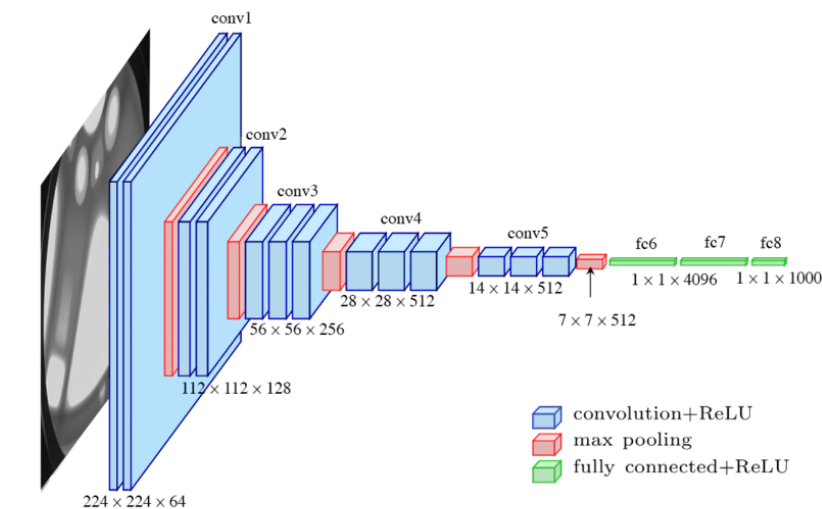 conv1
conv2
conv3
conv4
conv5
fc6
fc7
fc8
1 × 1 × 4096
1 × 1 × 1000
14 × 14 × 512
28 × 28 × 512
7 × 7 × 512
56 × 56 × 256
112 × 112 × 128
224 × 224 × 64
convolution+ReLU
max pooling
fully connected+ReLU